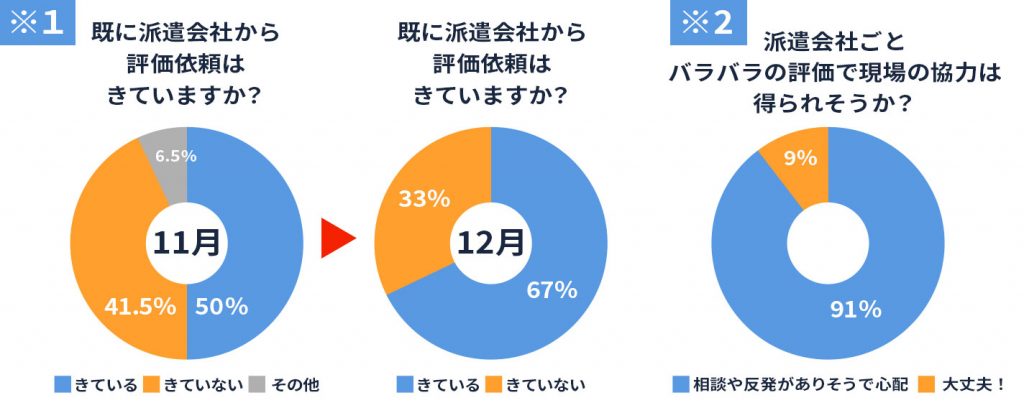 ※1
既に派遣会社から
評価依頼は
きていますか?
6.5%
11月
41.5%
50%
きている
きていない
その他
既に派遣会社から
評価依頼は
きていますか?
33%
12月
67%
きている
きていない
※2
派遣会社ごと
バラバラの評価で現場の協力は
得られそうか?
9%
91%
相談や反発がありそうで心配
大丈夫!